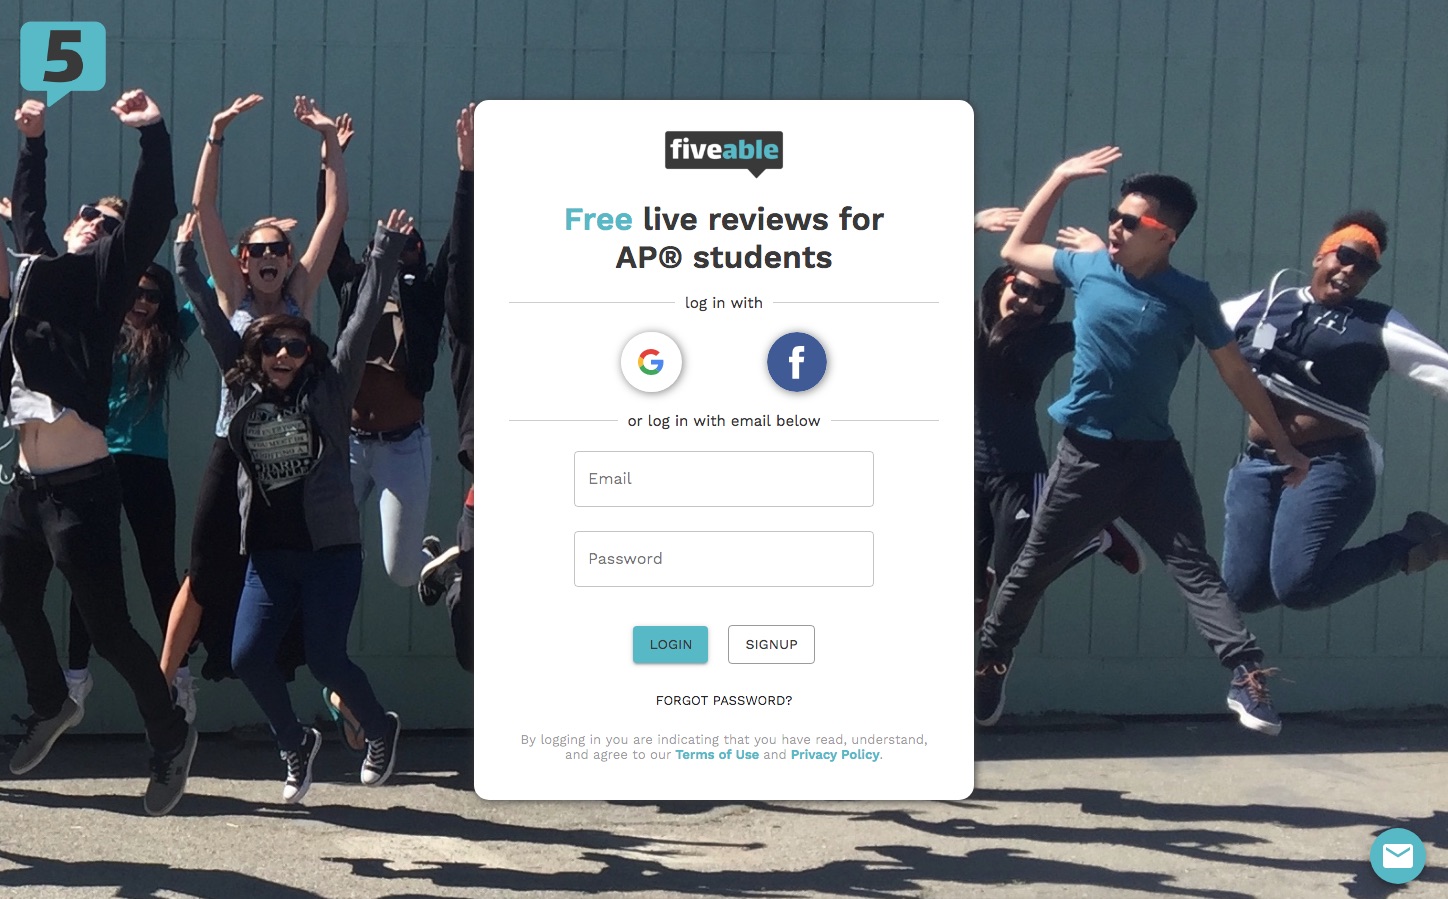 5
fiveable
Free live reviews for
AP® students
log in with
G
f
or log in with email below
Email
Password
LOGIN
SIGNUP
FORGOT PASSWORD?
By logging in you are indicating that you have read, understand,
and agree to our Terms of Use and Privacy Policy.
A